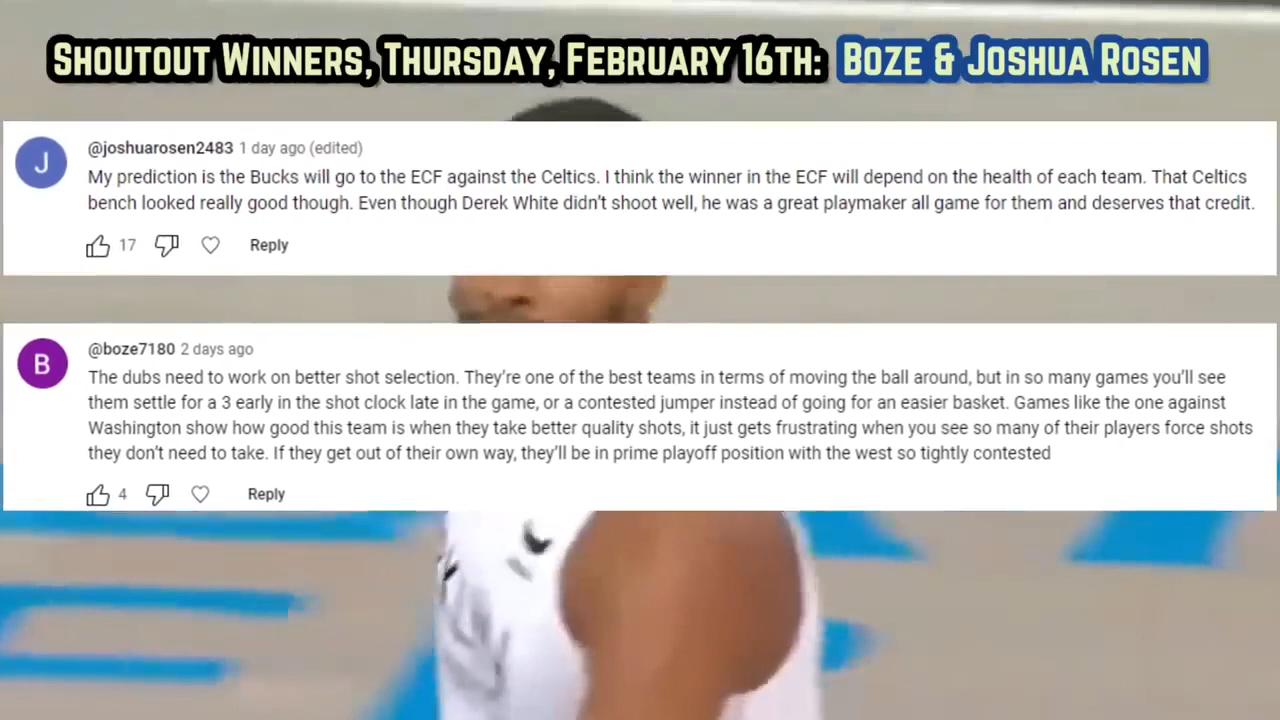 Shoutout Winners, Thursday, February 16th: Boze & Joshua Rosen
J
@joshuarosen2483 1 day ago (edited)
My prediction is the Bucks will go to the ECF against the Celtics. I think the winner in the ECF will depend on the health of each team. That Celtics
bench looked really good though. Even though Derek White didn't shoot well, he was a great playmaker all game for them and deserves that credit.
17 Reply
B
@boze7180 2 days ago
The dubs need to work on better shot selection. They're one of the best teams in terms of moving the ball around, but in so many games you'll see
them settle for a 3 early in the shot clock late in the game, or a contested jumper instead of going for an easier basket. Games like the one against
Washington show how good this team is when they take better quality shots, it just gets frustrating when you see so many of their players force shots
they don't need to take. If they get out of their own way, they'll be in prime playoff position with the west so tightly contested
4 Reply